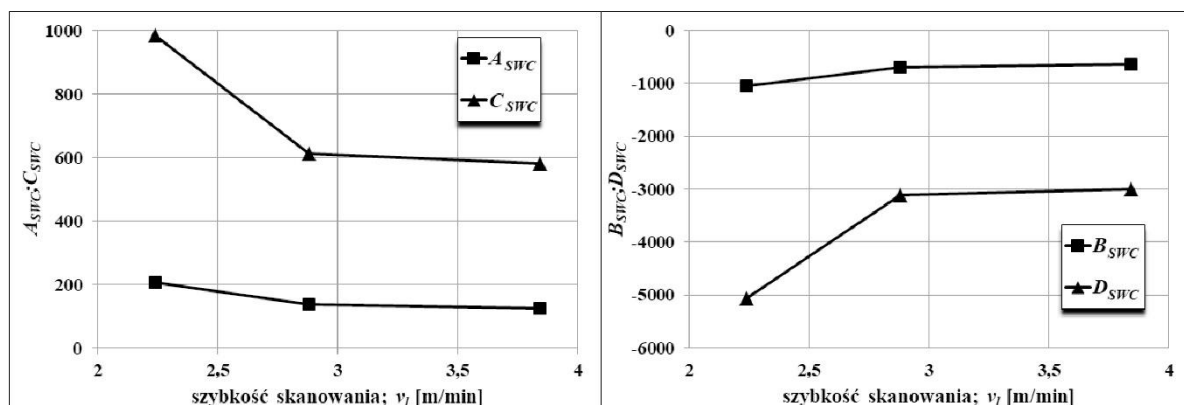 1000
800
600
400
200
0
A_SWC; C_SWC
A_SWC
C_SWC
2 2,5 3 3,5 4
szybkość skanowania; v_l [m/min]
0
-1000
-2000
-3000
-4000
-5000
-6000
B_SWC; D_SWC
B_SWC
D_SWC
2 2,5 3 3,5 4
szybkość skanowania; v_l [m/min]